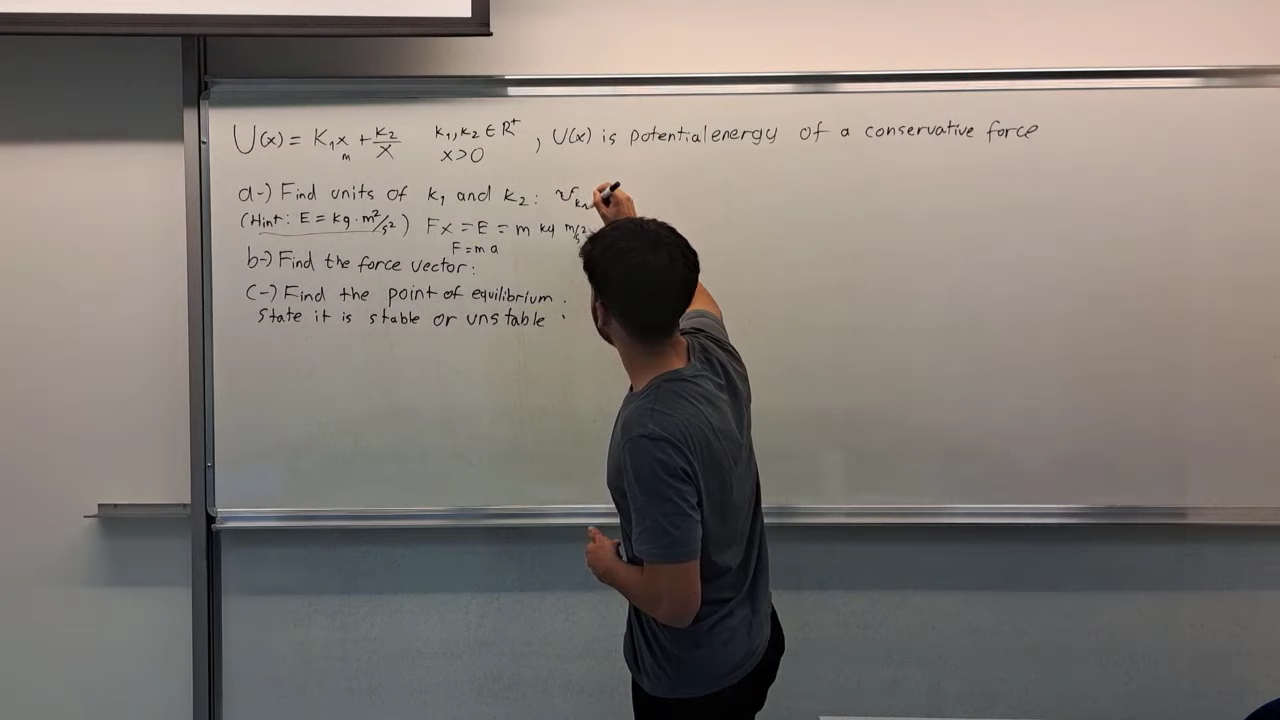 U(x) = K₁x + K₂/x   k₁,k₂ ∈ R⁺ , U(x) is potential energy of a conservative force
m   x>0
a-) Find units of k₁ and k₂:
(Hint: E = kg·m²/s²) Fx = E = m kg m/s²
F = m a
b-) Find the force vector:
c-) Find the point of equilibrium.
State it is stable or unstable